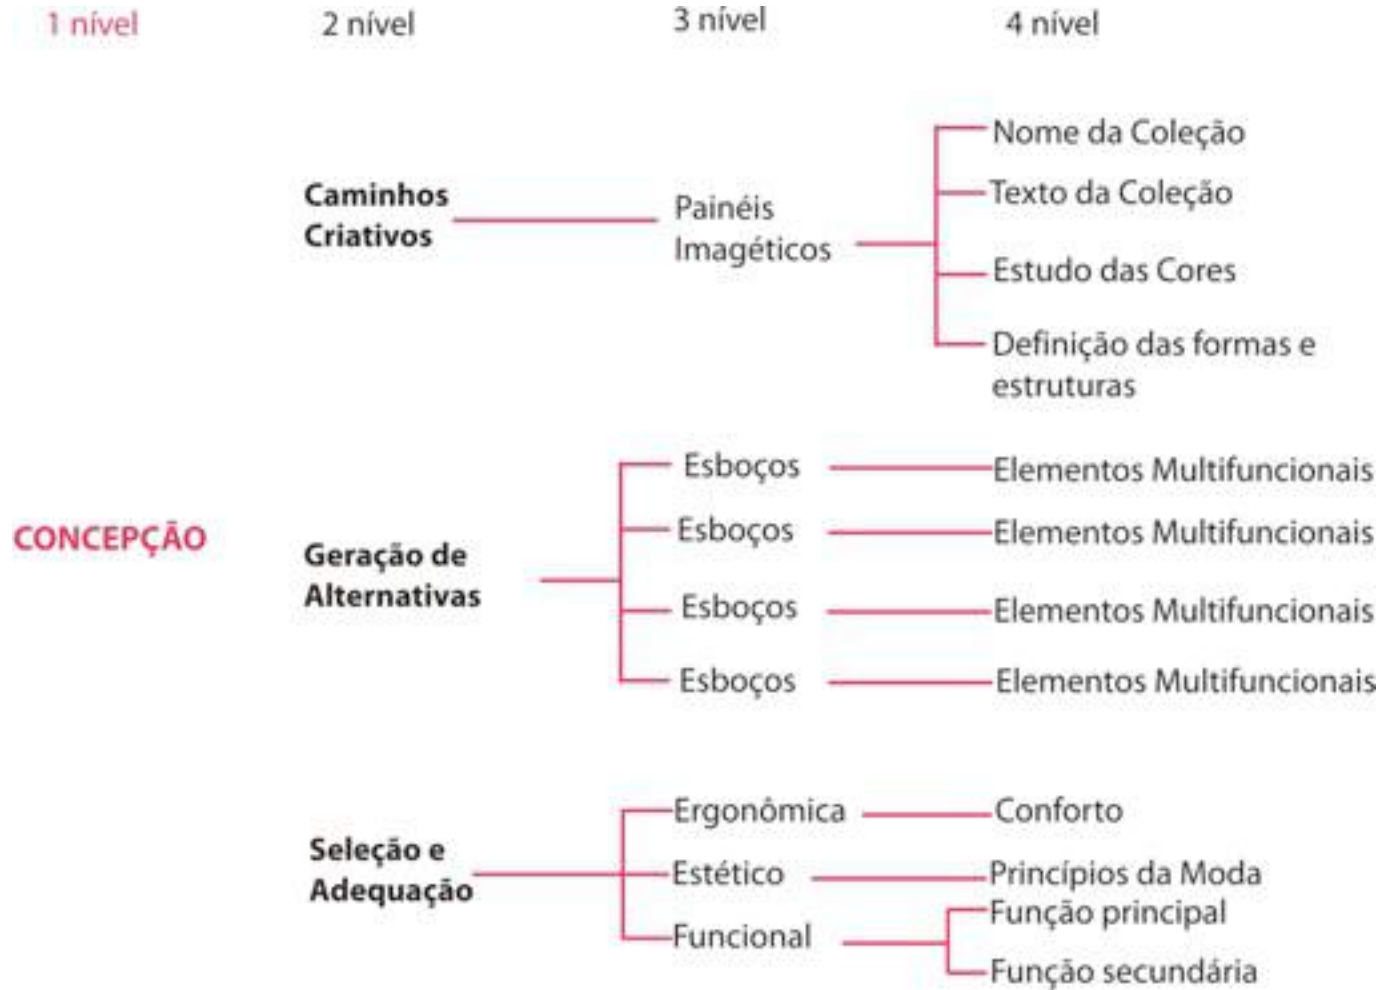 1 nível
2 nível
3 nível
4 nível
Nome da Coleção
Caminhos
Criativos
Painéis
Imagéticos
Texto da Coleção
Estudo das Cores
Definição das formas e
estruturas
CONCEPÇÃO
Geração de
Alternativas
Esboços
Elementos Multifuncionais
Esboços
Elementos Multifuncionais
Esboços
Elementos Multifuncionais
Esboços
Elementos Multifuncionais
Seleção e
Adequação
Ergonômica
Conforto
Estético
Princípios da Moda
Funcional
Função principal
Função secundária